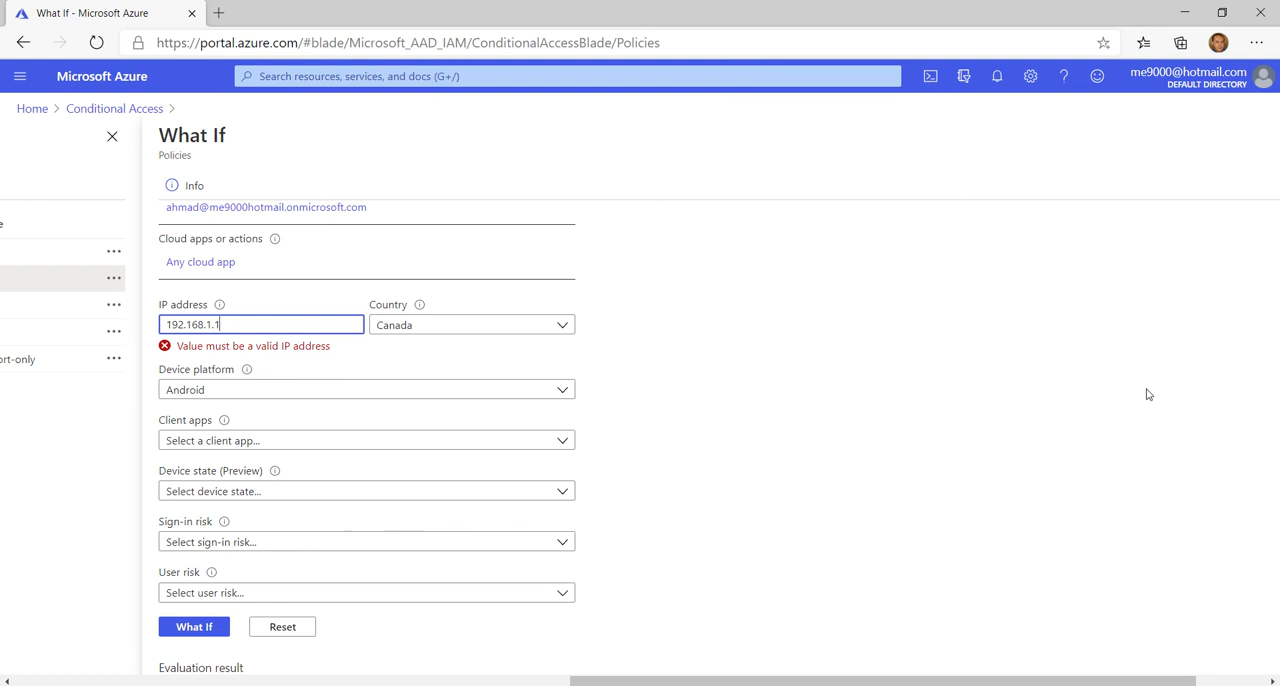 What If - Microsoft Azure
https://portal.azure.com/#blade/Microsoft_AAD_IAM/ConditionalAccessBlade/Policies
Microsoft Azure
Search resources, services, and docs (G+/)
me9000@hotmail.com
DEFAULT DIRECTORY
Home > Conditional Access >
What If
Policies
Info
ahmad@me9000hotmail.onmicrosoft.com
e
Cloud apps or actions
Any cloud app
IP address Country
192.168.1.1 Canada
Value must be a valid IP address
ort-only
Device platform
Android
Client apps
Select a client app...
Device state (Preview)
Select device state...
Sign-in risk
Select sign-in risk...
User risk
Select user risk...
What If Reset
Evaluation result